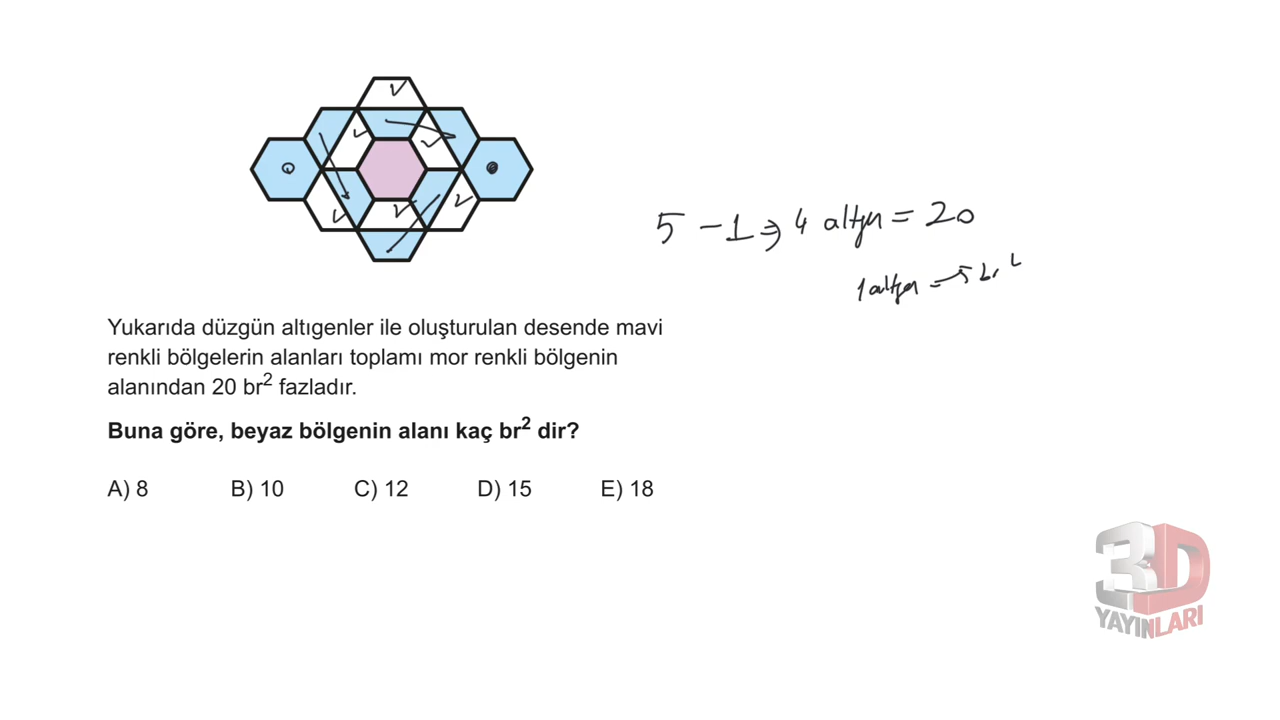 5 - 1 ⇒ 4 altıgen = 20
1 altıgen = 5 br²
Yukarıda düzgün altıgenler ile oluşturulan desende mavi
renkli bölgelerin alanları toplamı mor renkli bölgenin
alanından 20 br² fazladır.
Buna göre, beyaz bölgenin alanı kaç br² dir?
A) 8 B) 10 C) 12 D) 15 E) 18
3D
YAYINLARI